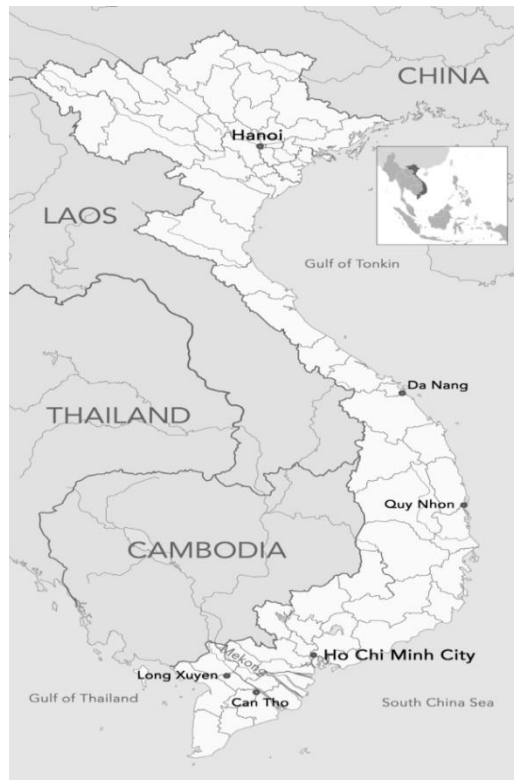 CHINA
Hanoi
LAOS
Gulf of Tonkin
Da Nang
THAILAND
Quy Nhon
CAMBODIA
Mekong
Ho Chi Minh City
Long Xuyen
Can Tho
Gulf of Thailand
South China Sea